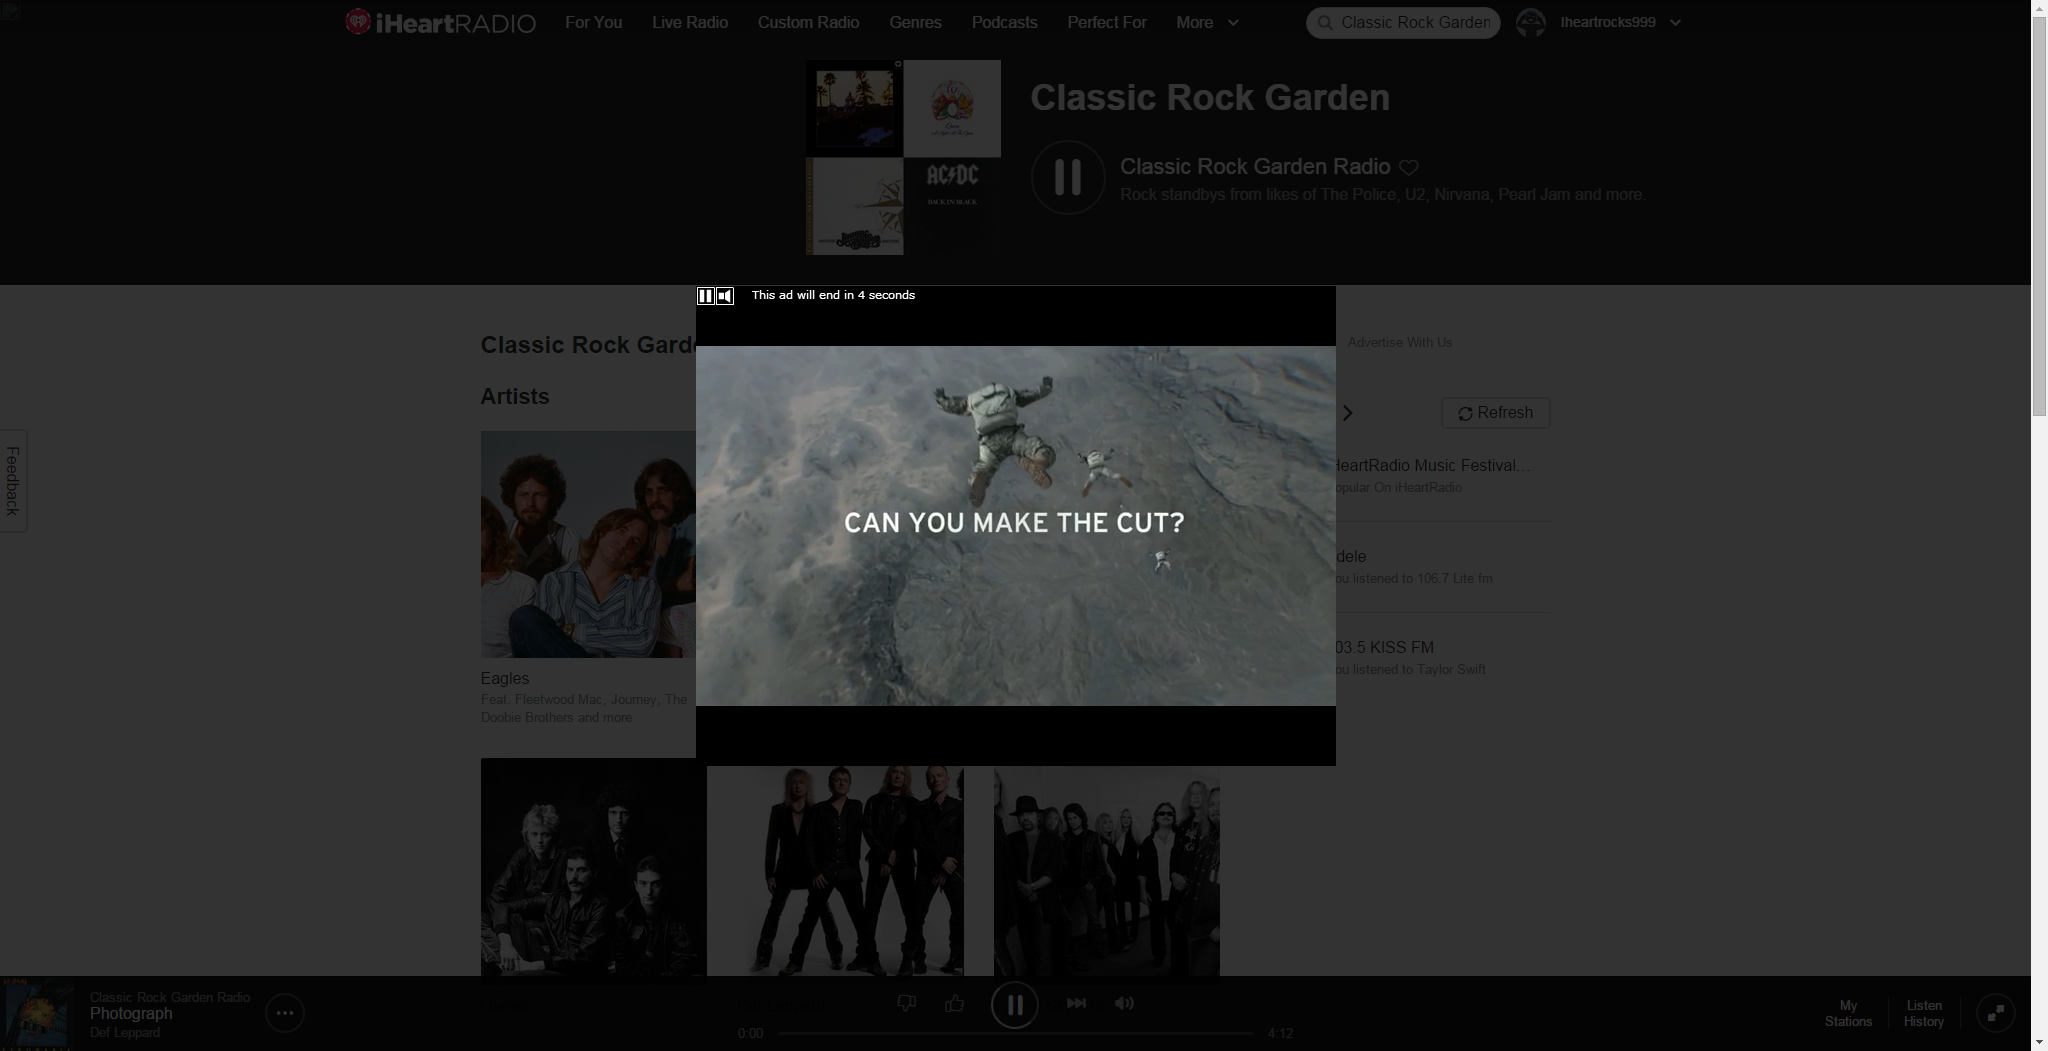 iHeartRADIO For You Live Radio Custom Radio Genres Podcasts Perfect For More Classic Rock Garden Iheartrocks999
Classic Rock Garden
Classic Rock Garden Radio
Rock standbys from likes of The Police, U2, Nirvana, Pearl Jam and more.
AC/DC
BACK IN BLACK
This ad will end in 4 seconds
Classic Rock Garde
Advertise With Us
Artists
Refresh
Feedback
HeartRadio Music Festival...
opular On iHeartRadio
CAN YOU MAKE THE CUT?
dele
ou listened to 106.7 Lite fm
03.5 KISS FM
ou listened to Taylor Swift
Eagles
Feat. Fleetwood Mac, Journey, The
Doobie Brothers and more
Classic Rock Garden Radio
Photograph
Def Leppard
0:00
4:12
My
Stations
Listen
History